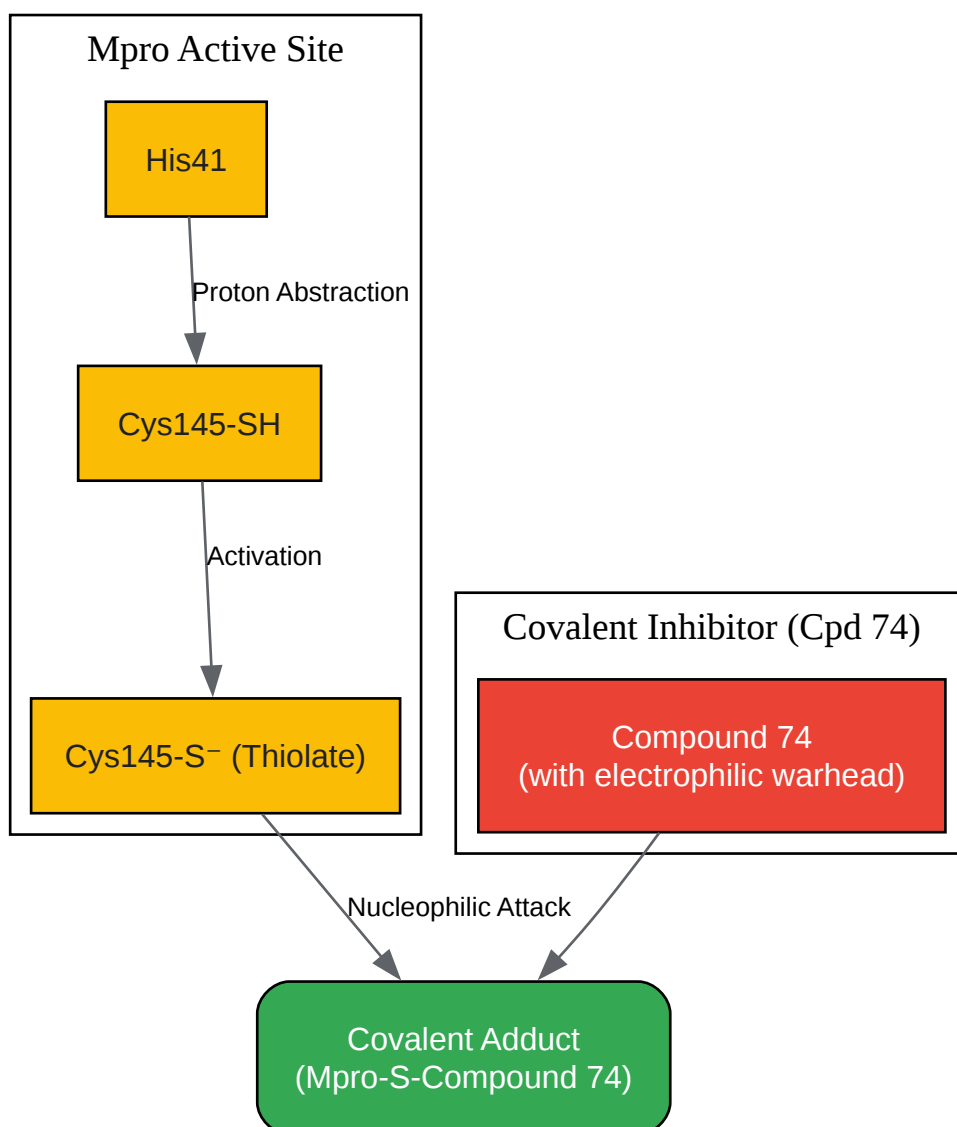 Mpro Active Site
His41
Proton Abstraction
Cys145-SH
Activation
Cys145-S⁻ (Thiolate)
Covalent Inhibitor (Cpd 74)
Compound 74
(with electrophilic warhead)
Nucleophilic Attack
Covalent Adduct
(Mpro-S-Compound 74)